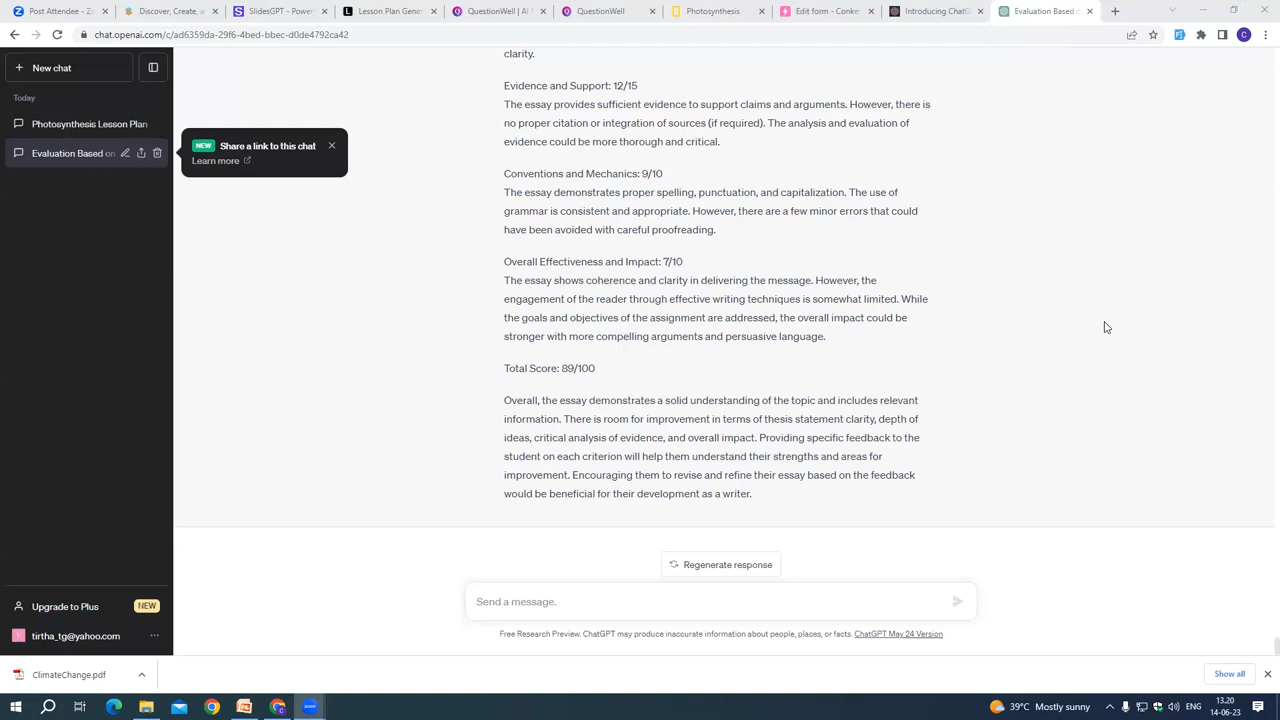 Post Attendee - Zo
Discover, Create, a
SlidesGPT - Power
Lesson Plan Gene
QuestionWell | AI
QuestionWell
Photosynthesis
Edit form - Conke
Introducing ChatG
Evaluation Based o
chat.openai.com/c/ad6359da-29f6-4bed-bbec-d0de4792ca42
New chat
Today
Photosynthesis Lesson Plan
Evaluation Based on
NEW Share a link to this chat
Learn more
clarity.
Evidence and Support: 12/15
The essay provides sufficient evidence to support claims and arguments. However, there is
no proper citation or integration of sources (if required). The analysis and evaluation of
evidence could be more thorough and critical.
Conventions and Mechanics: 9/10
The essay demonstrates proper spelling, punctuation, and capitalization. The use of
grammar is consistent and appropriate. However, there are a few minor errors that could
have been avoided with careful proofreading.
Overall Effectiveness and Impact: 7/10
The essay shows coherence and clarity in delivering the message. However, the
engagement of the reader through effective writing techniques is somewhat limited. While
the goals and objectives of the assignment are addressed, the overall impact could be
stronger with more compelling arguments and persuasive language.
Total Score: 89/100
Overall, the essay demonstrates a solid understanding of the topic and includes relevant
information. There is room for improvement in terms of thesis statement clarity, depth of
ideas, critical analysis of evidence, and overall impact. Providing specific feedback to the
student on each criterion will help them understand their strengths and areas for
improvement. Encouraging them to revise and refine their essay based on the feedback
would be beneficial for their development as a writer.
Regenerate response
Send a message.
Free Research Preview. ChatGPT may produce inaccurate information about people, places, or facts. ChatGPT May 24 Version
Upgrade to Plus NEW
tirtha_tg@yahoo.com
ClimateChange.pdf
Show all
39°C Mostly sunny
13.20
14-06-23